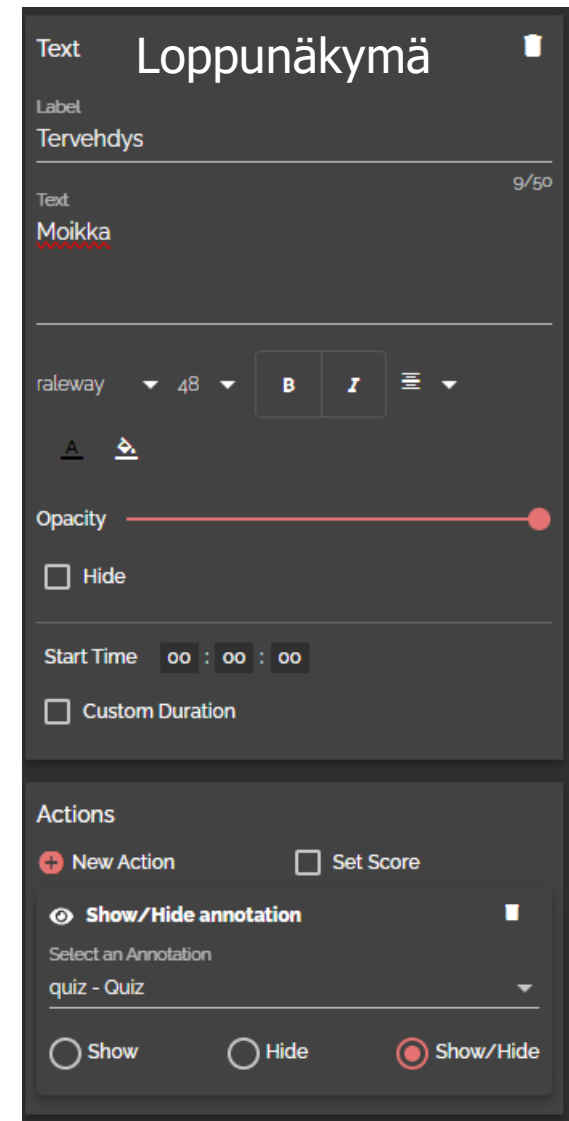 Text Loppunäkymä
Label
Tervehdys
9/50
Text
Moikka
raleway 48 B I
A
Opacity
Hide
Start Time 00 : 00 : 00
Custom Duration
Actions
New Action Set Score
Show/Hide annotation
Select an Annotation
quiz - Quiz
Show Hide Show/Hide